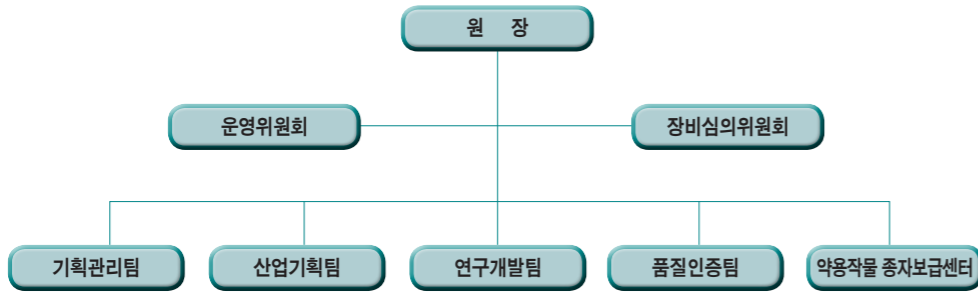 원 장
운영위원회
장비심의위원회
기획관리팀
산업기획팀
연구개발팀
품질인증팀
약용작물 종자보급센터